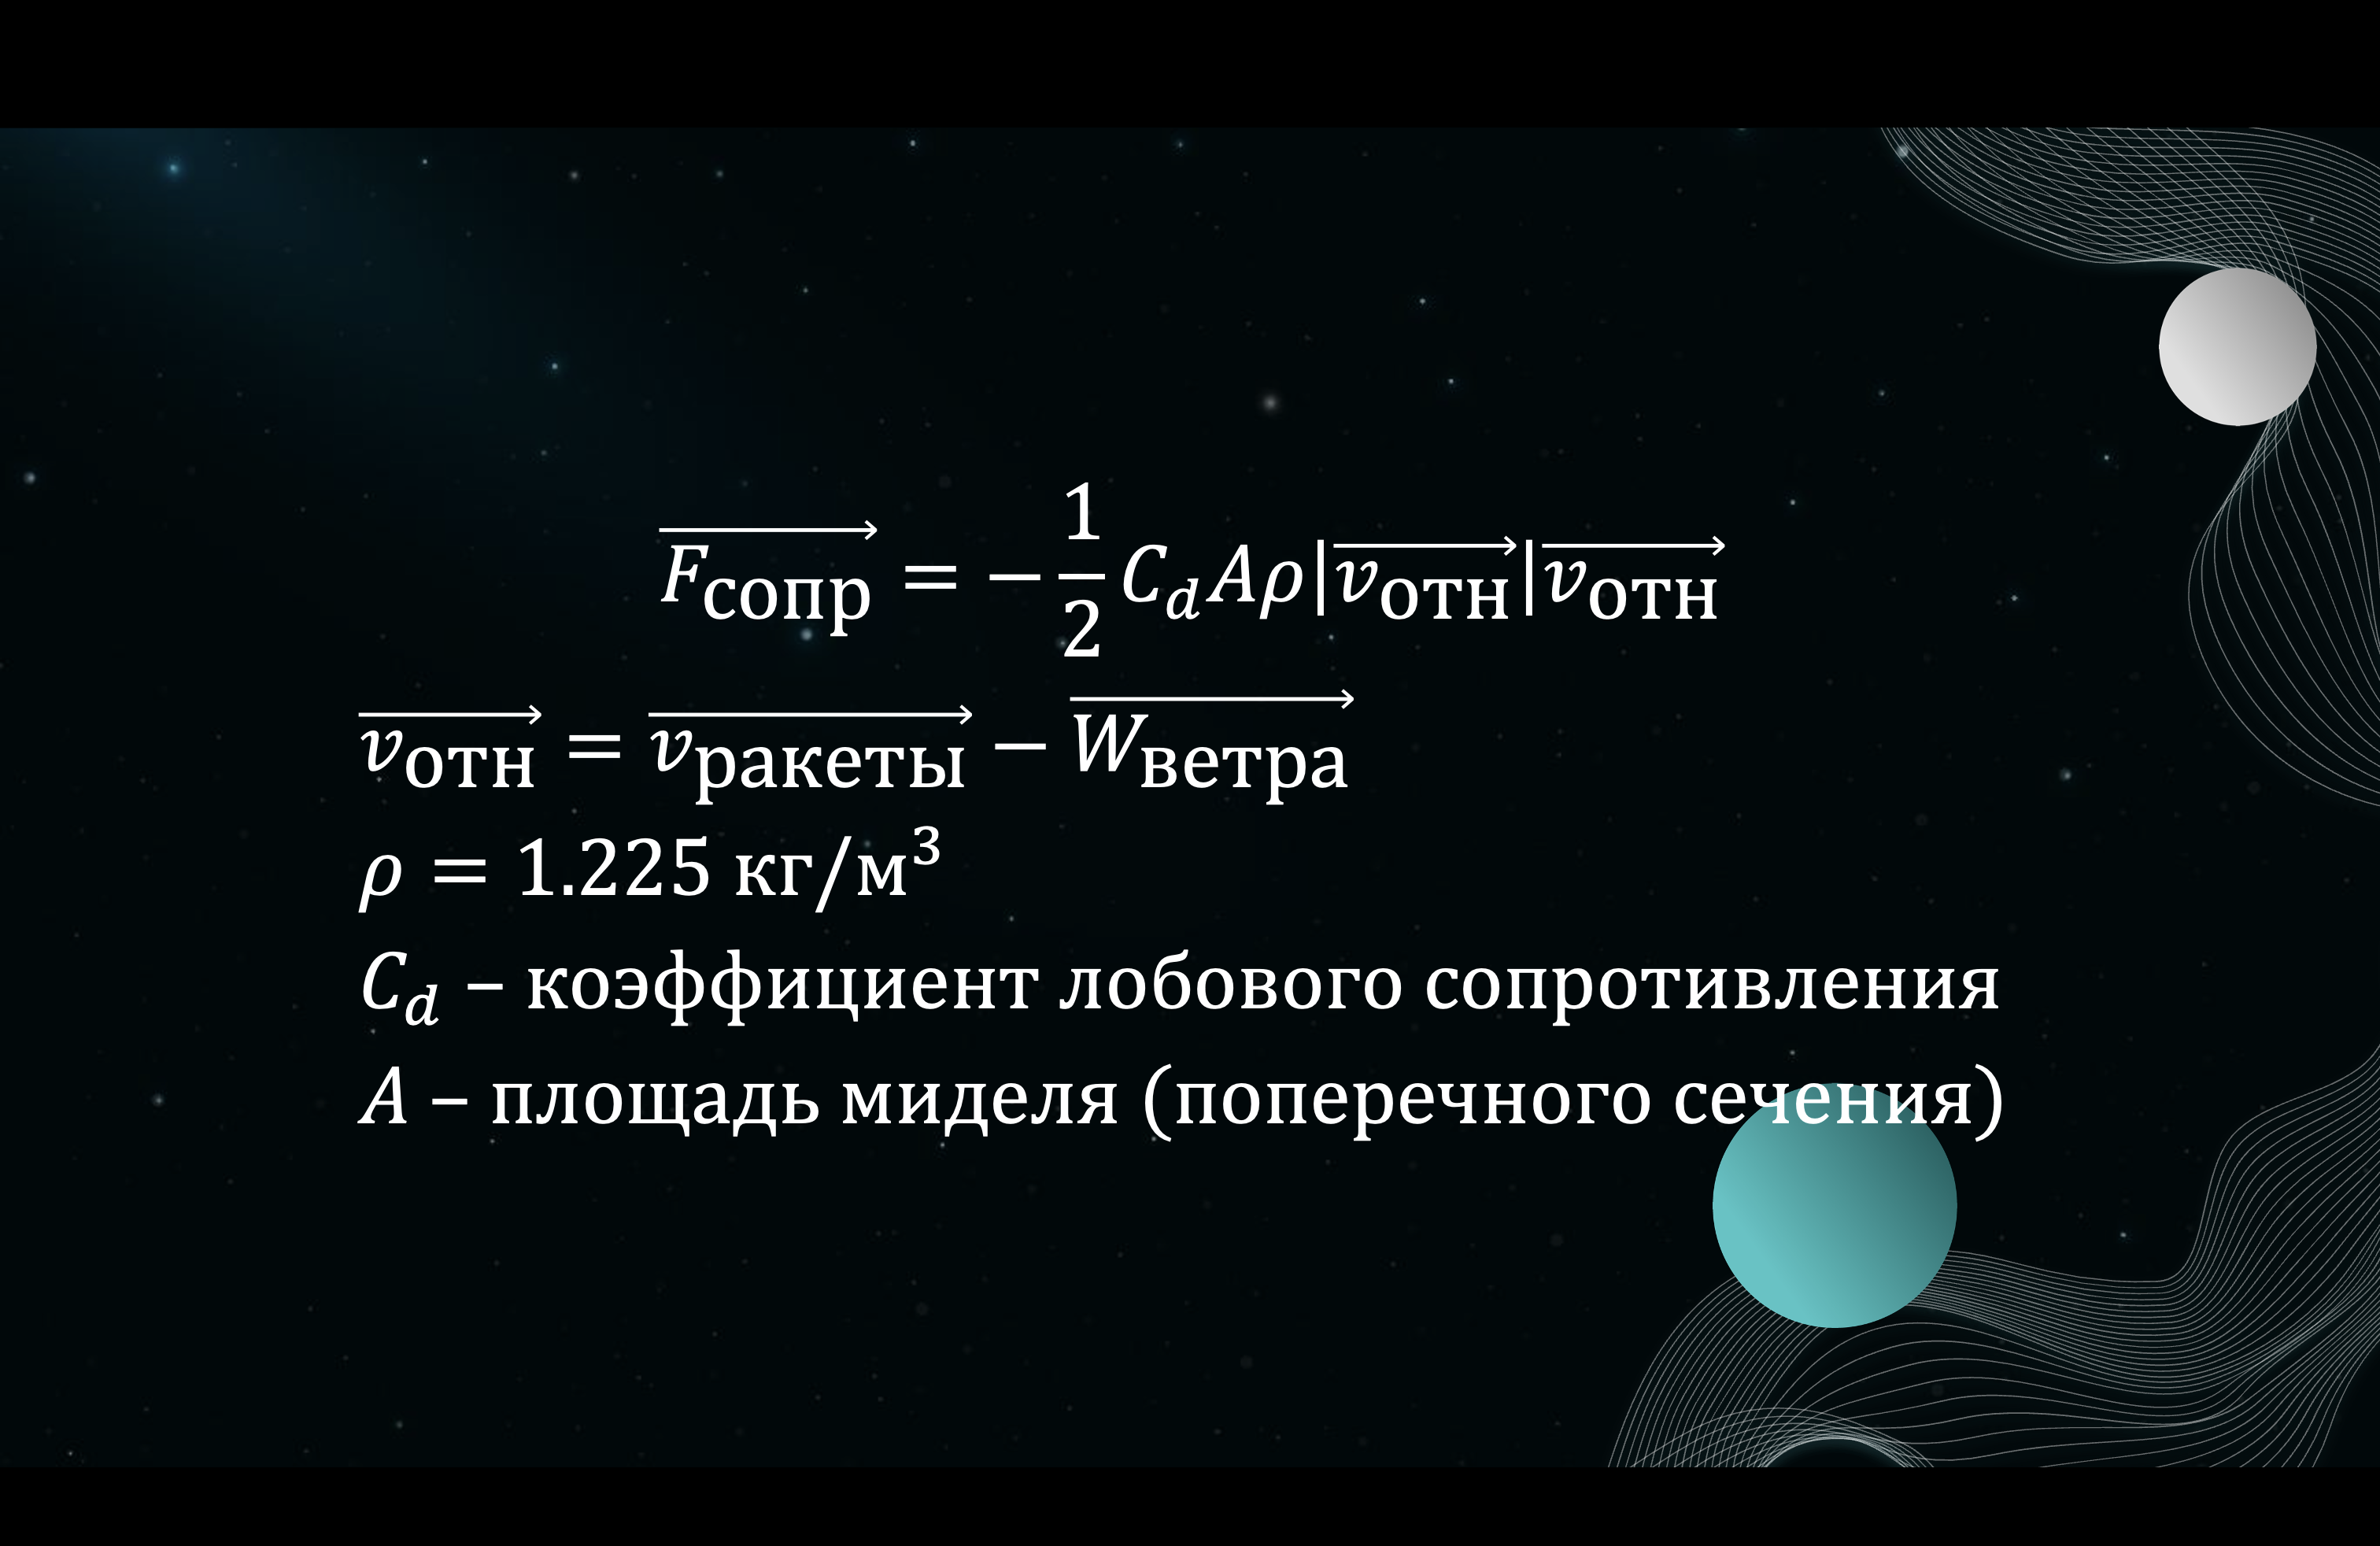 F⃗сопр = −1/2 C_d Aρ|v⃗отн|v⃗отн
v⃗отн = v⃗ракеты − W⃗ветра
ρ = 1.225 кг/м³
C_d – коэффициент лобового сопротивления
A – площадь миделя (поперечного сечения)